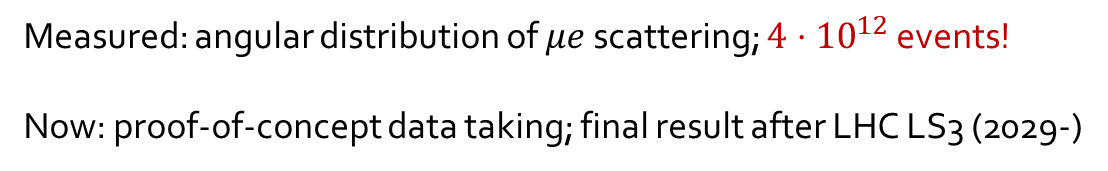 Measured: angular distribution of μe scattering; 4 · 10¹² events!
Now: proof-of-concept data taking; final result after LHC LS3 (2029-)